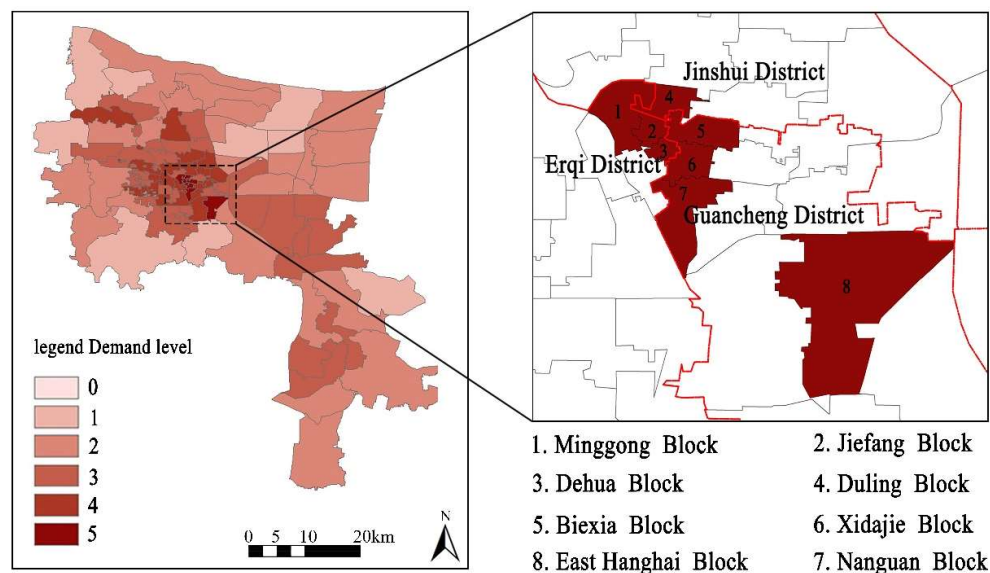 legend Demand level
0
1
2
3
4
5
0 5 10 20km
N
Jinshui District
Erqi District
Guancheng District
1
2
3
4
5
6
7
8
1. Minggong Block 2. Jiefang Block
3. Dehua Block 4. Duling Block
5. Biexia Block 6. Xidajie Block
8. East Hanghai Block 7. Nanguan Block